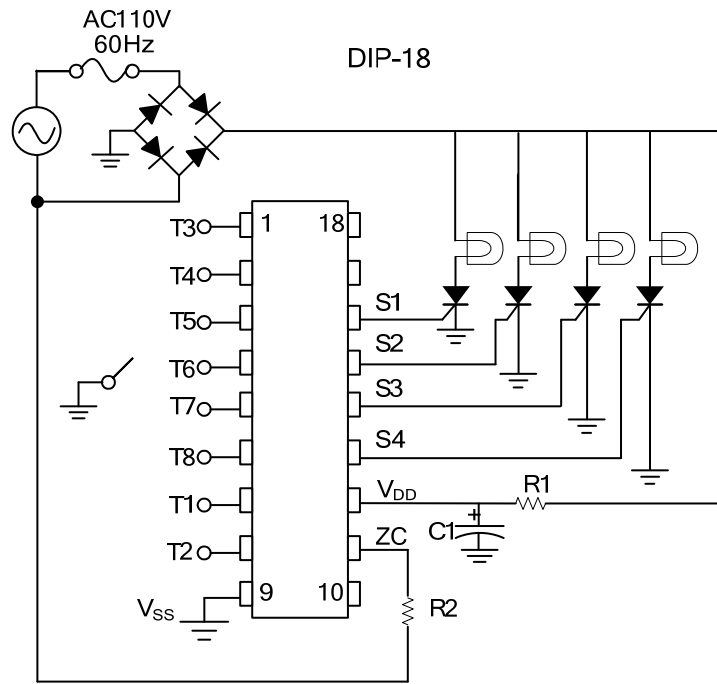 AC110V
60Hz
DIP-18
T3
1
18
T4
T5
S1
T6
S2
T7
S3
T8
S4
T1
VDD
R1
+
C1
T2
ZC
VSS
9
10
R2